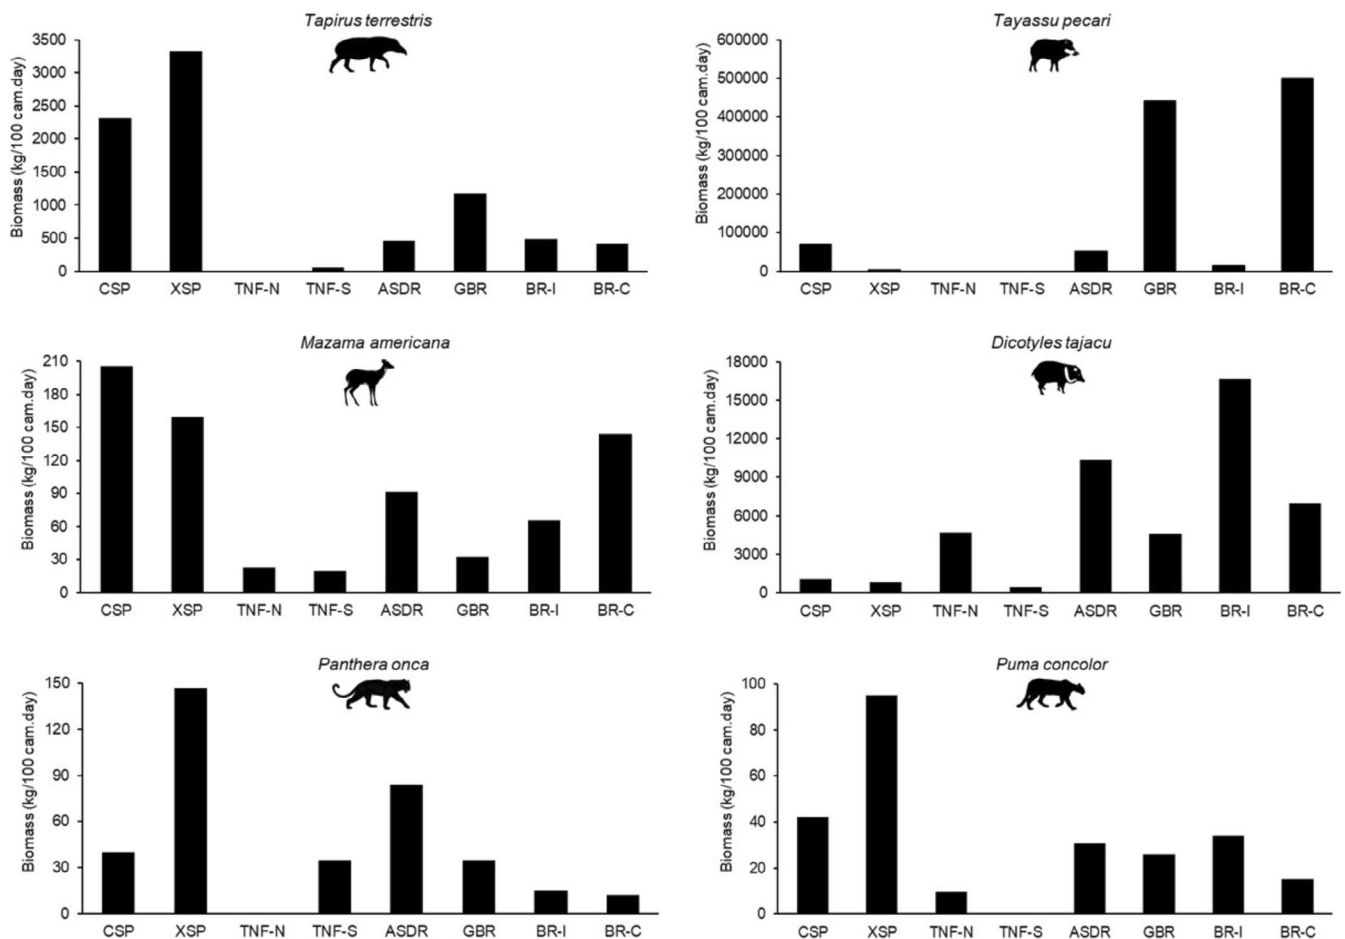 Tapirus terrestris
Biomass (kg/100 cam.day)
3500
3000
2500
2000
1500
1000
500
0
CSP XSP TNF-N TNF-S ASDR GBR BR-I BR-C
Tayassu pecari
Biomass (kg/100 cam.day)
600000
500000
400000
300000
200000
100000
0
CSP XSP TNF-N TNF-S ASDR GBR BR-I BR-C
Mazama americana
Biomass (kg/100 cam.day)
210
180
150
120
90
60
30
0
CSP XSP TNF-N TNF-S ASDR GBR BR-I BR-C
Dicotyles tajacu
Biomass (kg/100 cam.day)
18000
15000
12000
9000
6000
3000
0
CSP XSP TNF-N TNF-S ASDR GBR BR-I BR-C
Panthera onca
Biomass (kg/100 cam.day)
150
120
90
60
30
0
CSP XSP TNF-N TNF-S ASDR GBR BR-I BR-C
Puma concolor
Biomass (kg/100 cam.day)
100
80
60
40
20
0
CSP XSP TNF-N TNF-S ASDR GBR BR-I BR-C